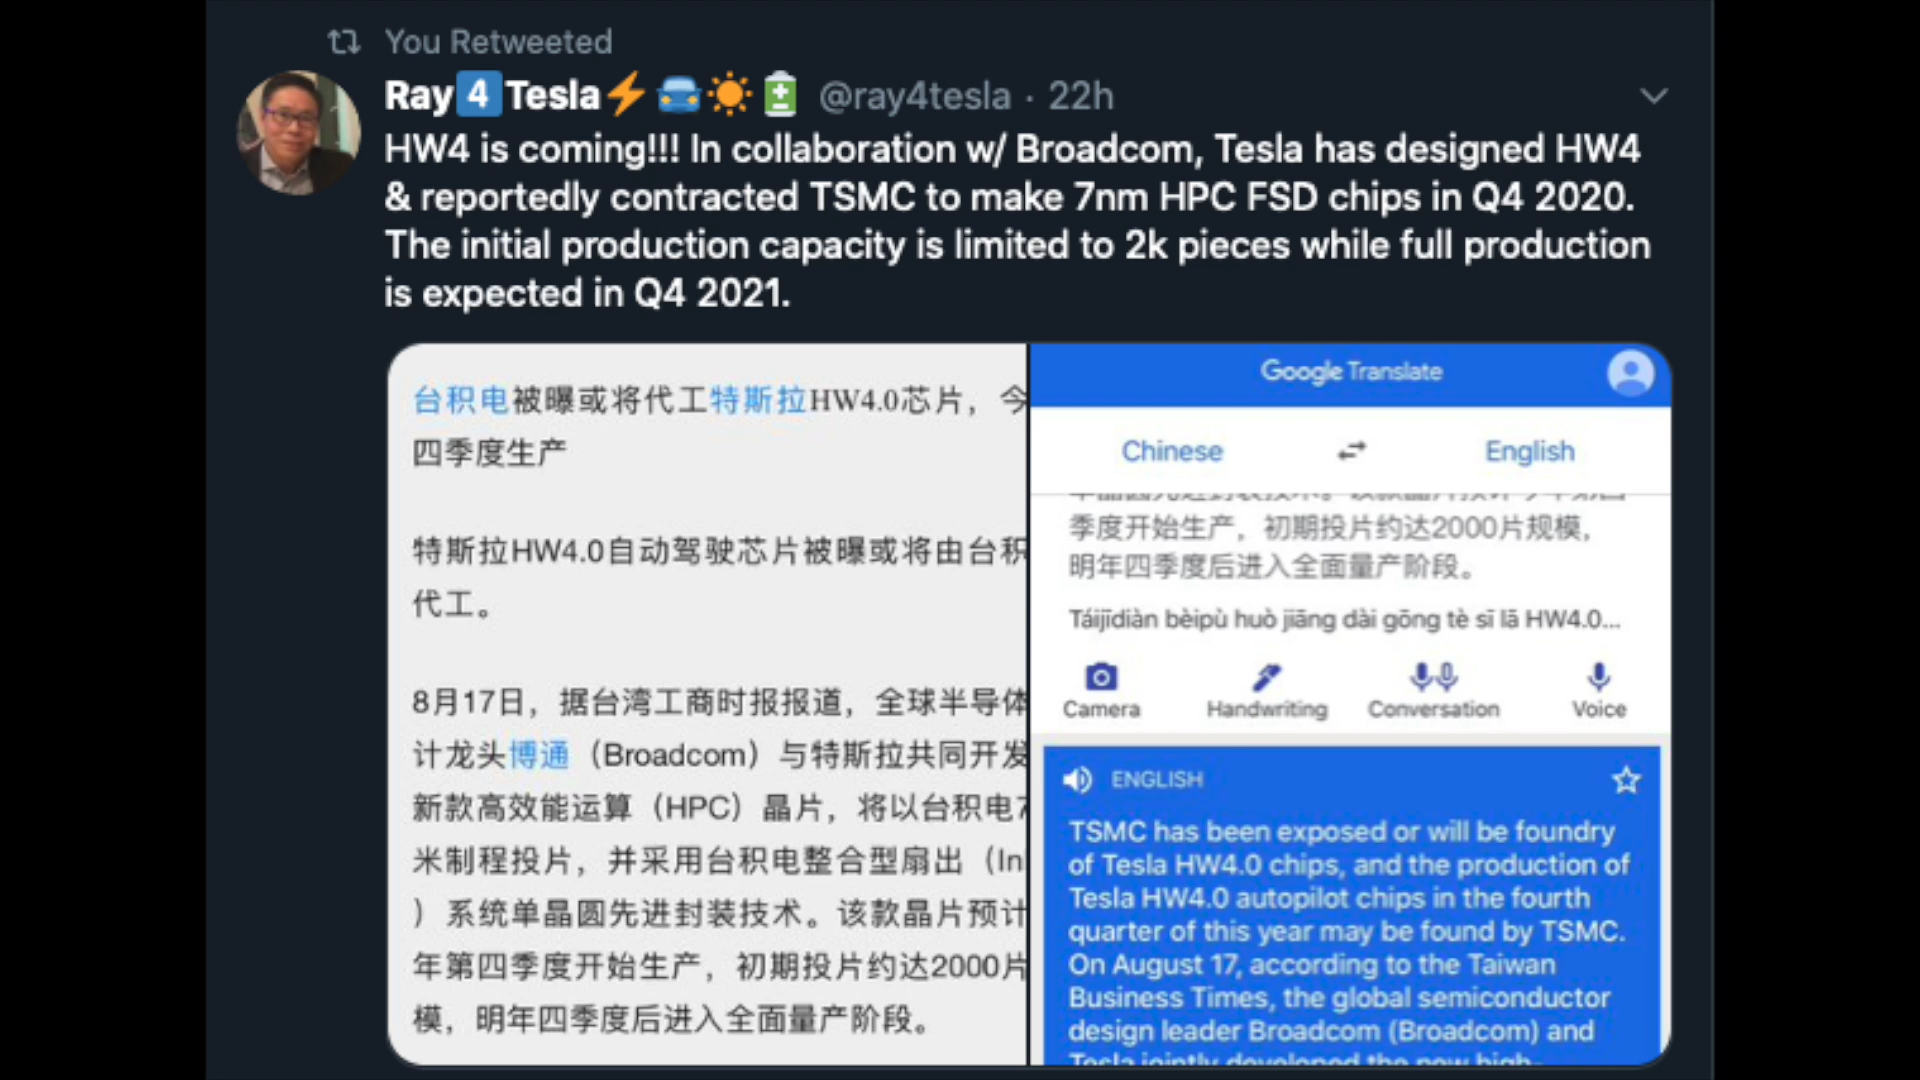 You Retweeted
Ray4️⃣Tesla⚡🚘☀️🔋 @ray4tesla · 22h
HW4 is coming!!! In collaboration w/ Broadcom, Tesla has designed HW4
& reportedly contracted TSMC to make 7nm HPC FSD chips in Q4 2020.
The initial production capacity is limited to 2k pieces while full production
is expected in Q4 2021.
台积电被曝或将代工特斯拉HW4.0芯片，今
四季度生产
特斯拉HW4.0自动驾驶芯片被曝或将由台积
代工。
8月17日，据台湾工商时报报道，全球半导体
计龙头博通（Broadcom）与特斯拉共同开发
新款高效能运算（HPC）晶片，将以台积电7
米制程投片，并采用台积电整合型扇出（In
）系统单晶圆先进封装技术。该款晶片预计
年第四季度开始生产，初期投片约达2000片
模，明年四季度后进入全面量产阶段。
Google Translate
Chinese English
季度开始生产，初期投片约达2000片规模，
明年四季度后进入全面量产阶段。
Táijīdiàn bèipù huò jiāng dài gōng tè sī lā HW4.0...
Camera Handwriting Conversation Voice
ENGLISH
TSMC has been exposed or will be foundry
of Tesla HW4.0 chips, and the production of
Tesla HW4.0 autopilot chips in the fourth
quarter of this year may be found by TSMC.
On August 17, according to the Taiwan
Business Times, the global semiconductor
design leader Broadcom (Broadcom) and
Tesla jointly developed the new high-